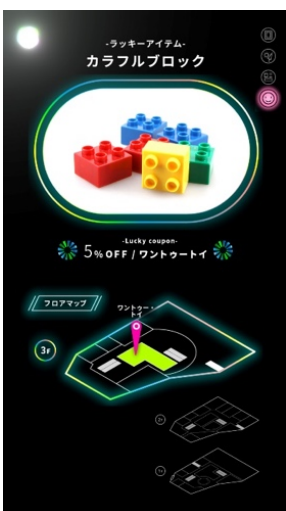 -ラッキーアイテム-
カラフルブロック
-Lucky coupon-
5%OFF / ワントゥートイ
フロアマップ
ワントゥー・
トイ
3F
2F
1F